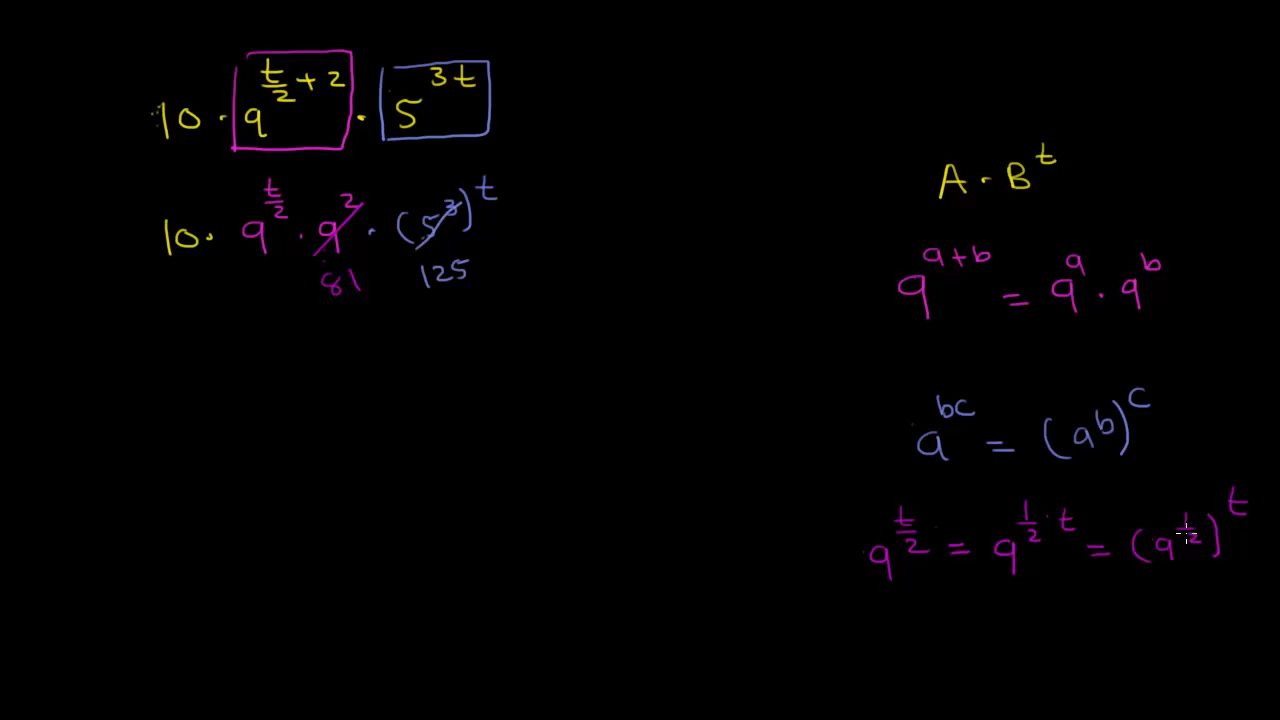 10 · 9^(t/2 + 2) · 5^(3t)
10 · 9^(t/2) · 9^2 · (5^3)^t
81 125
A · B^t
9^(a+b) = 9^a · 9^b
a^(bc) = (a^b)^c
9^(t/2) = 9^(1/2 · t) = (9^(1/2))^t